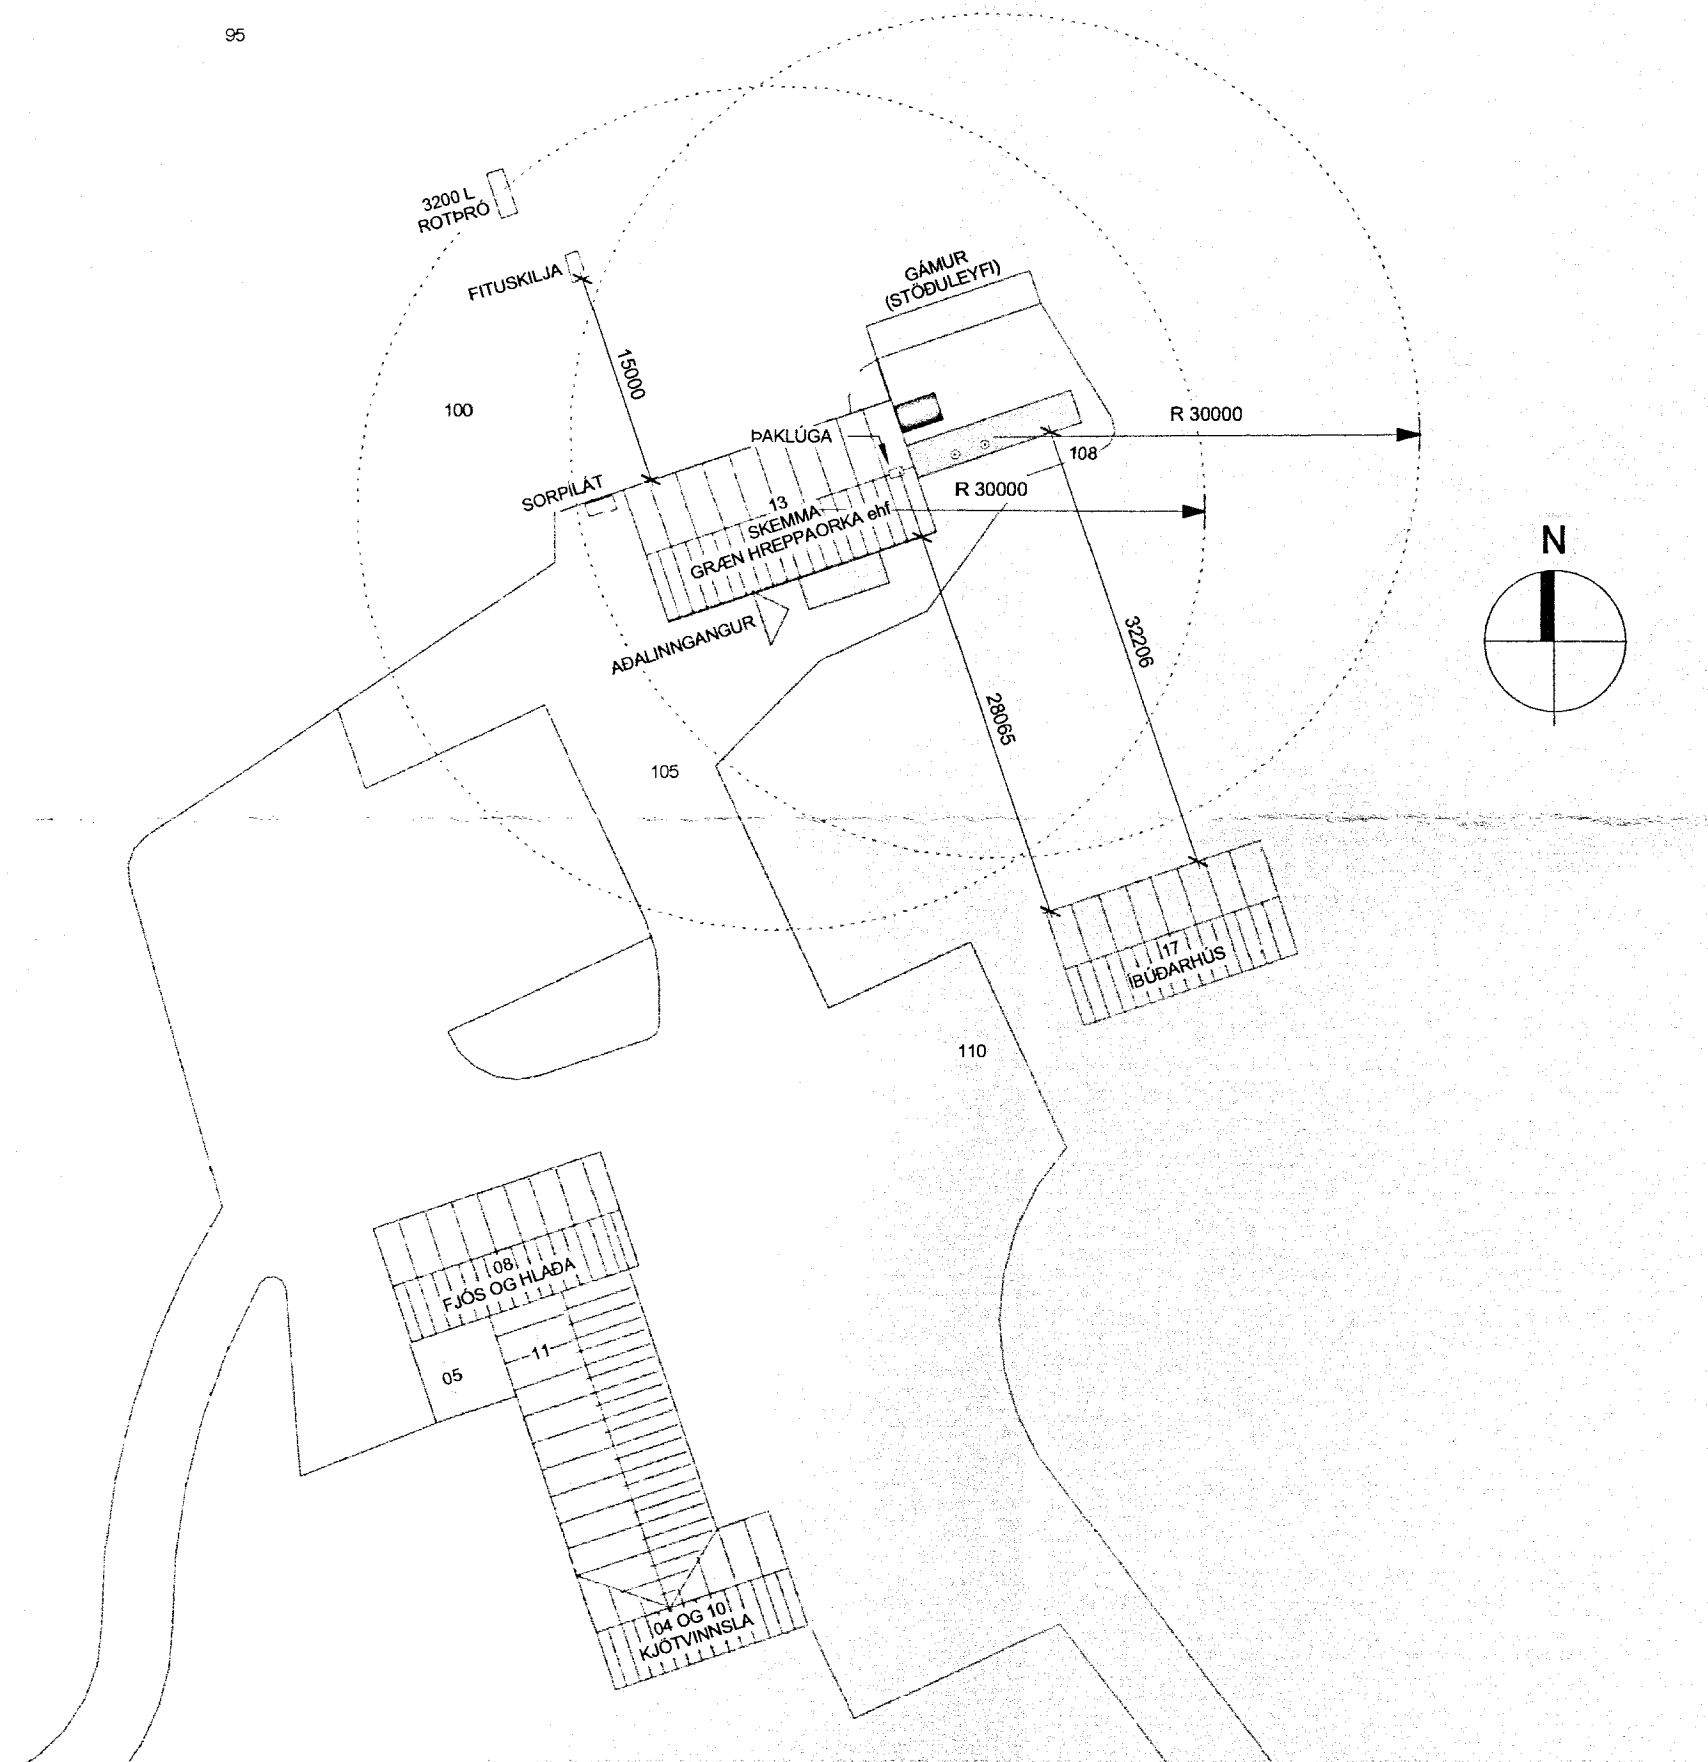 95
3200 L
ROTÞRÓ
FITUSKILJA
GÁMUR
(STÖÐULEYFI)
15000
100
R 30000
ÞAKLÚGA
108
SORPÍLÁT
R 30000
13
SKEMMA
GRÆN HREPPAORKA ehf
N
AÐALINNGANGUR
32206
28065
105
17
ÍBÚÐARHÚS
110
08
FJÓS OG HLAÐA
11
05
04 OG 10
KJÖTVINNSLA